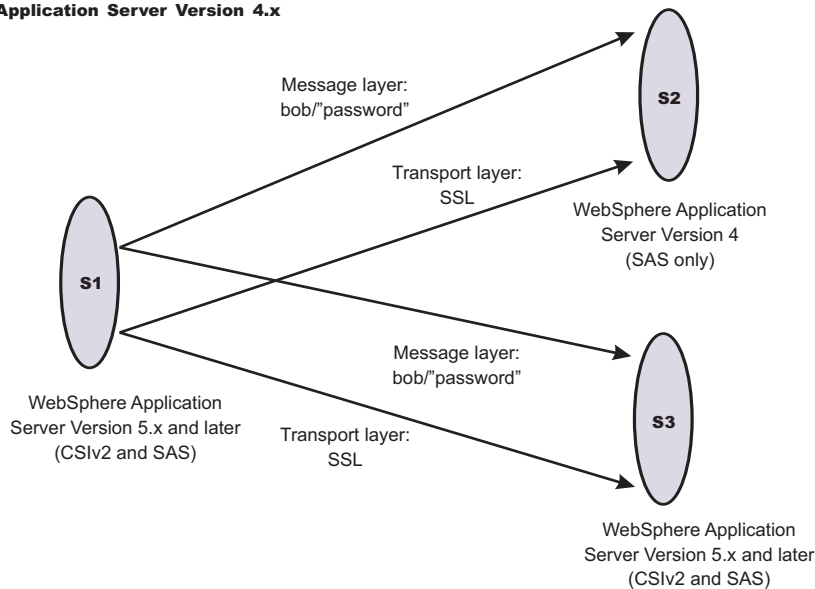 Application Server Version 4.x
Message layer:
bob/"password"
S2
Transport layer:
SSL
WebSphere Application
Server Version 4
(SAS only)
S1
Message layer:
bob/"password"
WebSphere Application
Server Version 5.x and later
(CSIv2 and SAS)
Transport layer:
SSL
S3
WebSphere Application
Server Version 5.x and later
(CSIv2 and SAS)